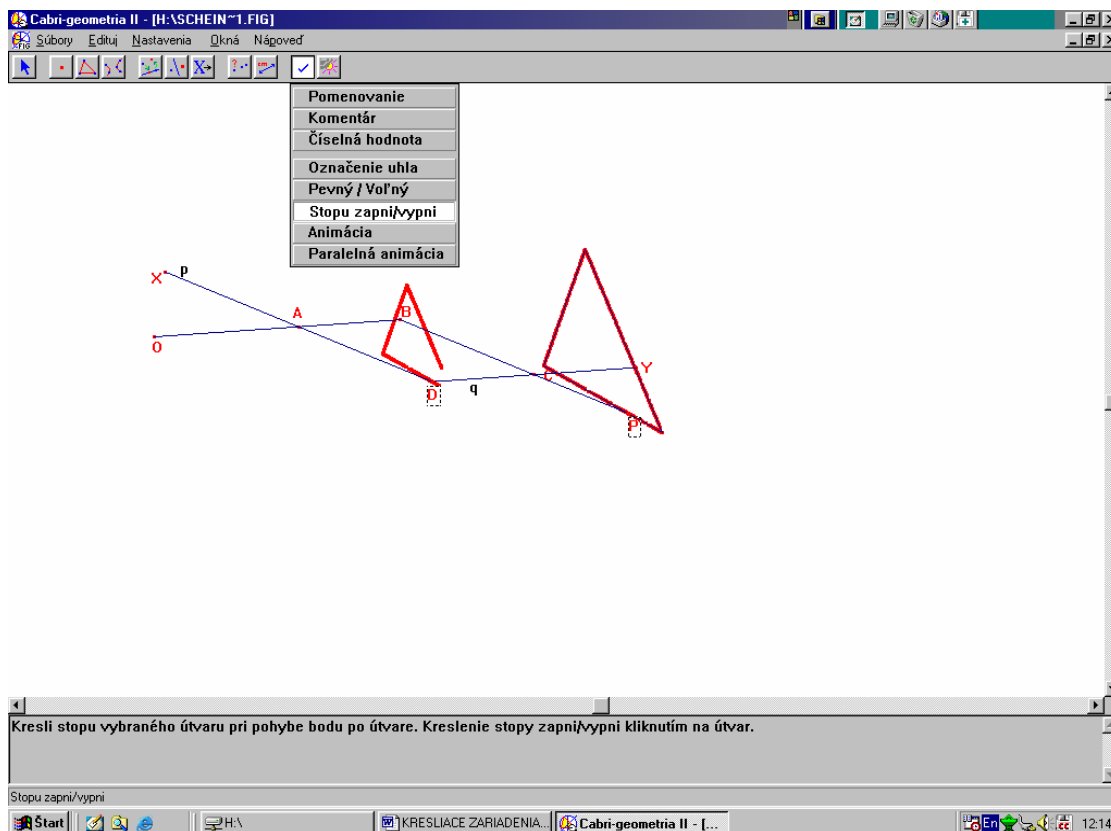 Cabri-geometria II - [H:\SCHEIN~1.FIG]
Súbory Edituj Nastavenia Okná Nápoveď
Pomenovanie
Komentár
Číselná hodnota
Označenie uhla
Pevný / Voľný
Stopu zapni/vypni
Animácia
Paralelná animácia
X p
A
B
O
D
q
C
Y
P
Kresli stopu vybraného útvaru pri pohybe bodu po útvare. Kreslenie stopy zapni/vypni kliknutím na útvar.
Stopu zapni/vypni
Štart H:\ KRESLIACE ZARIADENIA... Cabri-geometria II - [... En 12:14